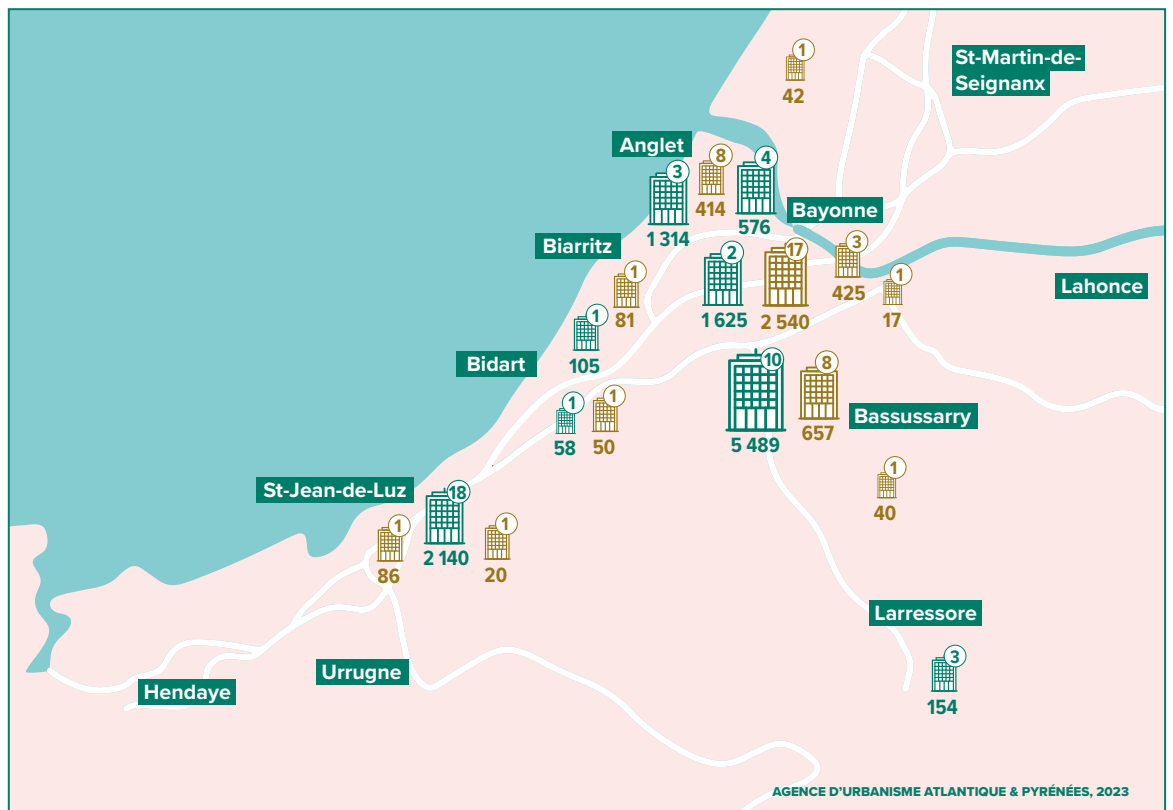 1
42
St-Martin-de-
Seignanx
Anglet
3
1 314
8
414
4
576
Bayonne
Biarritz
1
81
2
1 625
17
2 540
3
425
1
17
Lahonce
1
105
Bidart
1
58
1
50
10
5 489
8
657
Bassussarry
1
40
St-Jean-de-Luz
1
86
18
2 140
1
20
Larressore
3
154
Urrugne
Hendaye
AGENCE D'URBANISME ATLANTIQUE & PYRÉNÉES, 2023